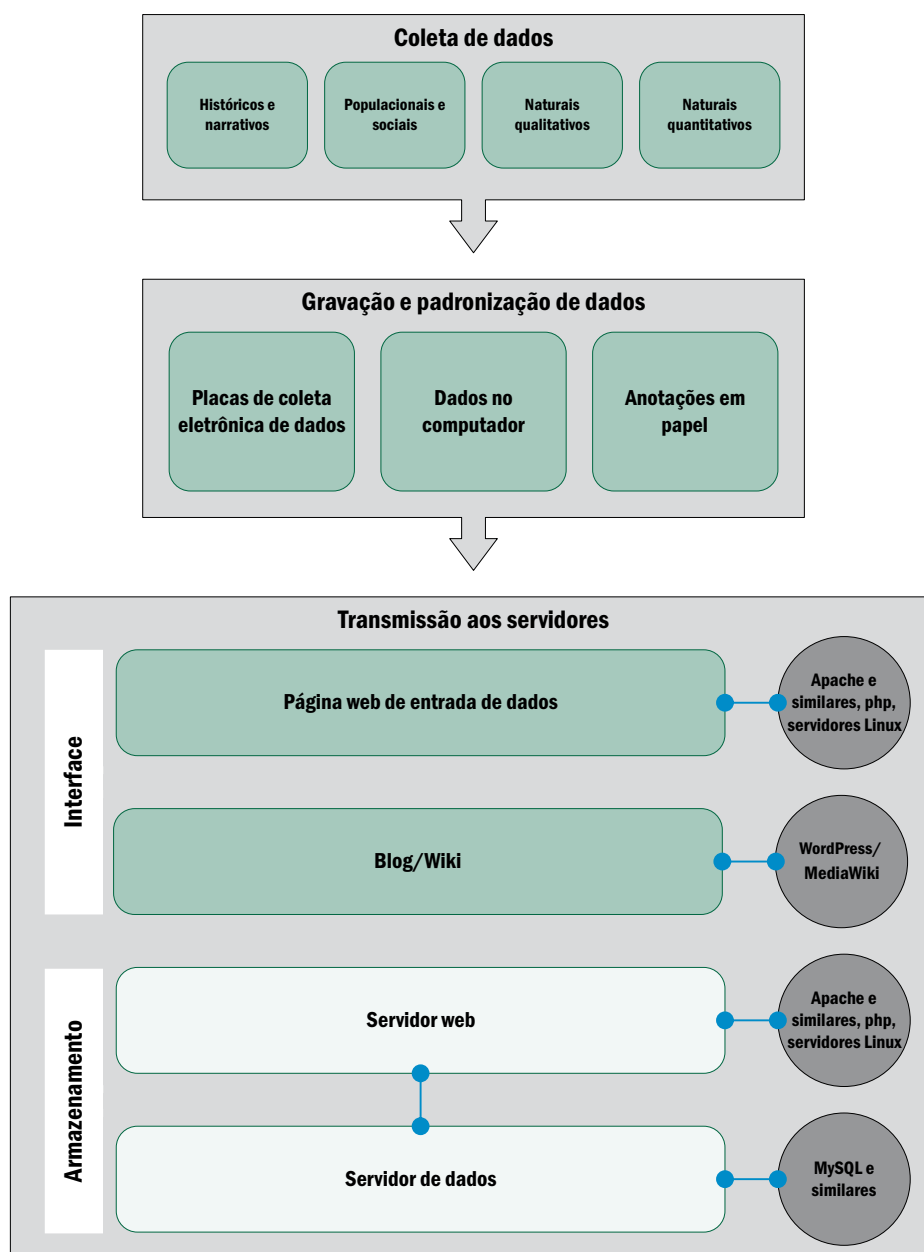 Coleta de dados
Históricos e
narrativos
Populacionais e
sociais
Naturais
qualitativos
Naturais
quantitativos
Gravação e padronização de dados
Placas de coleta
eletrônica de dados
Dados no
computador
Anotações em
papel
Transmissão aos servidores
Interface
Página web de entrada de dados
Apache e
similares, php,
servidores Linux
Blog/Wiki
WordPress/
MediaWiki
Armazenamento
Servidor web
Apache e
similares, php,
servidores Linux
Servidor de dados
MySQL e
similares